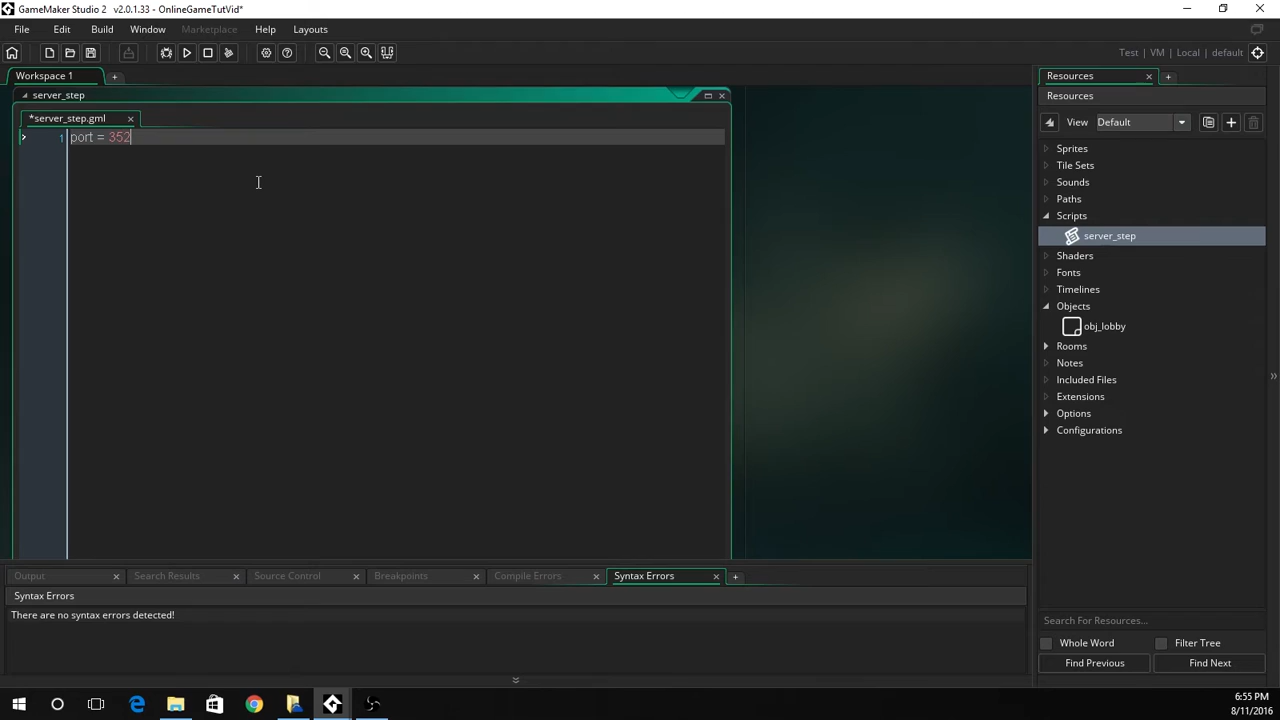 GameMaker Studio 2 v2.0.1.33 - OnlineGameTutVid*
File Edit Build Window Marketplace Help Layouts
Test | VM | Local | default
Workspace 1
Resources
server_step
Resources
*server_step.gml
View Default
1 port = 352
Sprites
Tile Sets
Sounds
Paths
Scripts
server_step
Shaders
Fonts
Timelines
Objects
obj_lobby
Rooms
Notes
Included Files
Extensions
Options
Configurations
Output Search Results Source Control Breakpoints Compile Errors Syntax Errors
Syntax Errors
There are no syntax errors detected!
Search For Resources...
Whole Word Filter Tree
Find Previous Find Next
6:55 PM
8/11/2016